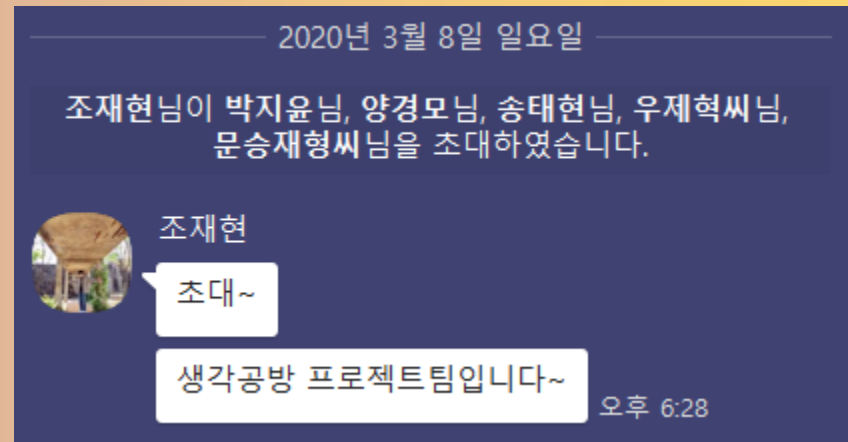 2020년 3월 8일 일요일
조재현님이 박지윤님, 양경모님, 송태현님, 우제혁씨님,
문승재형씨님을 초대하였습니다.
조재현
초대~
생각공방 프로젝트팀입니다~
오후 6:28